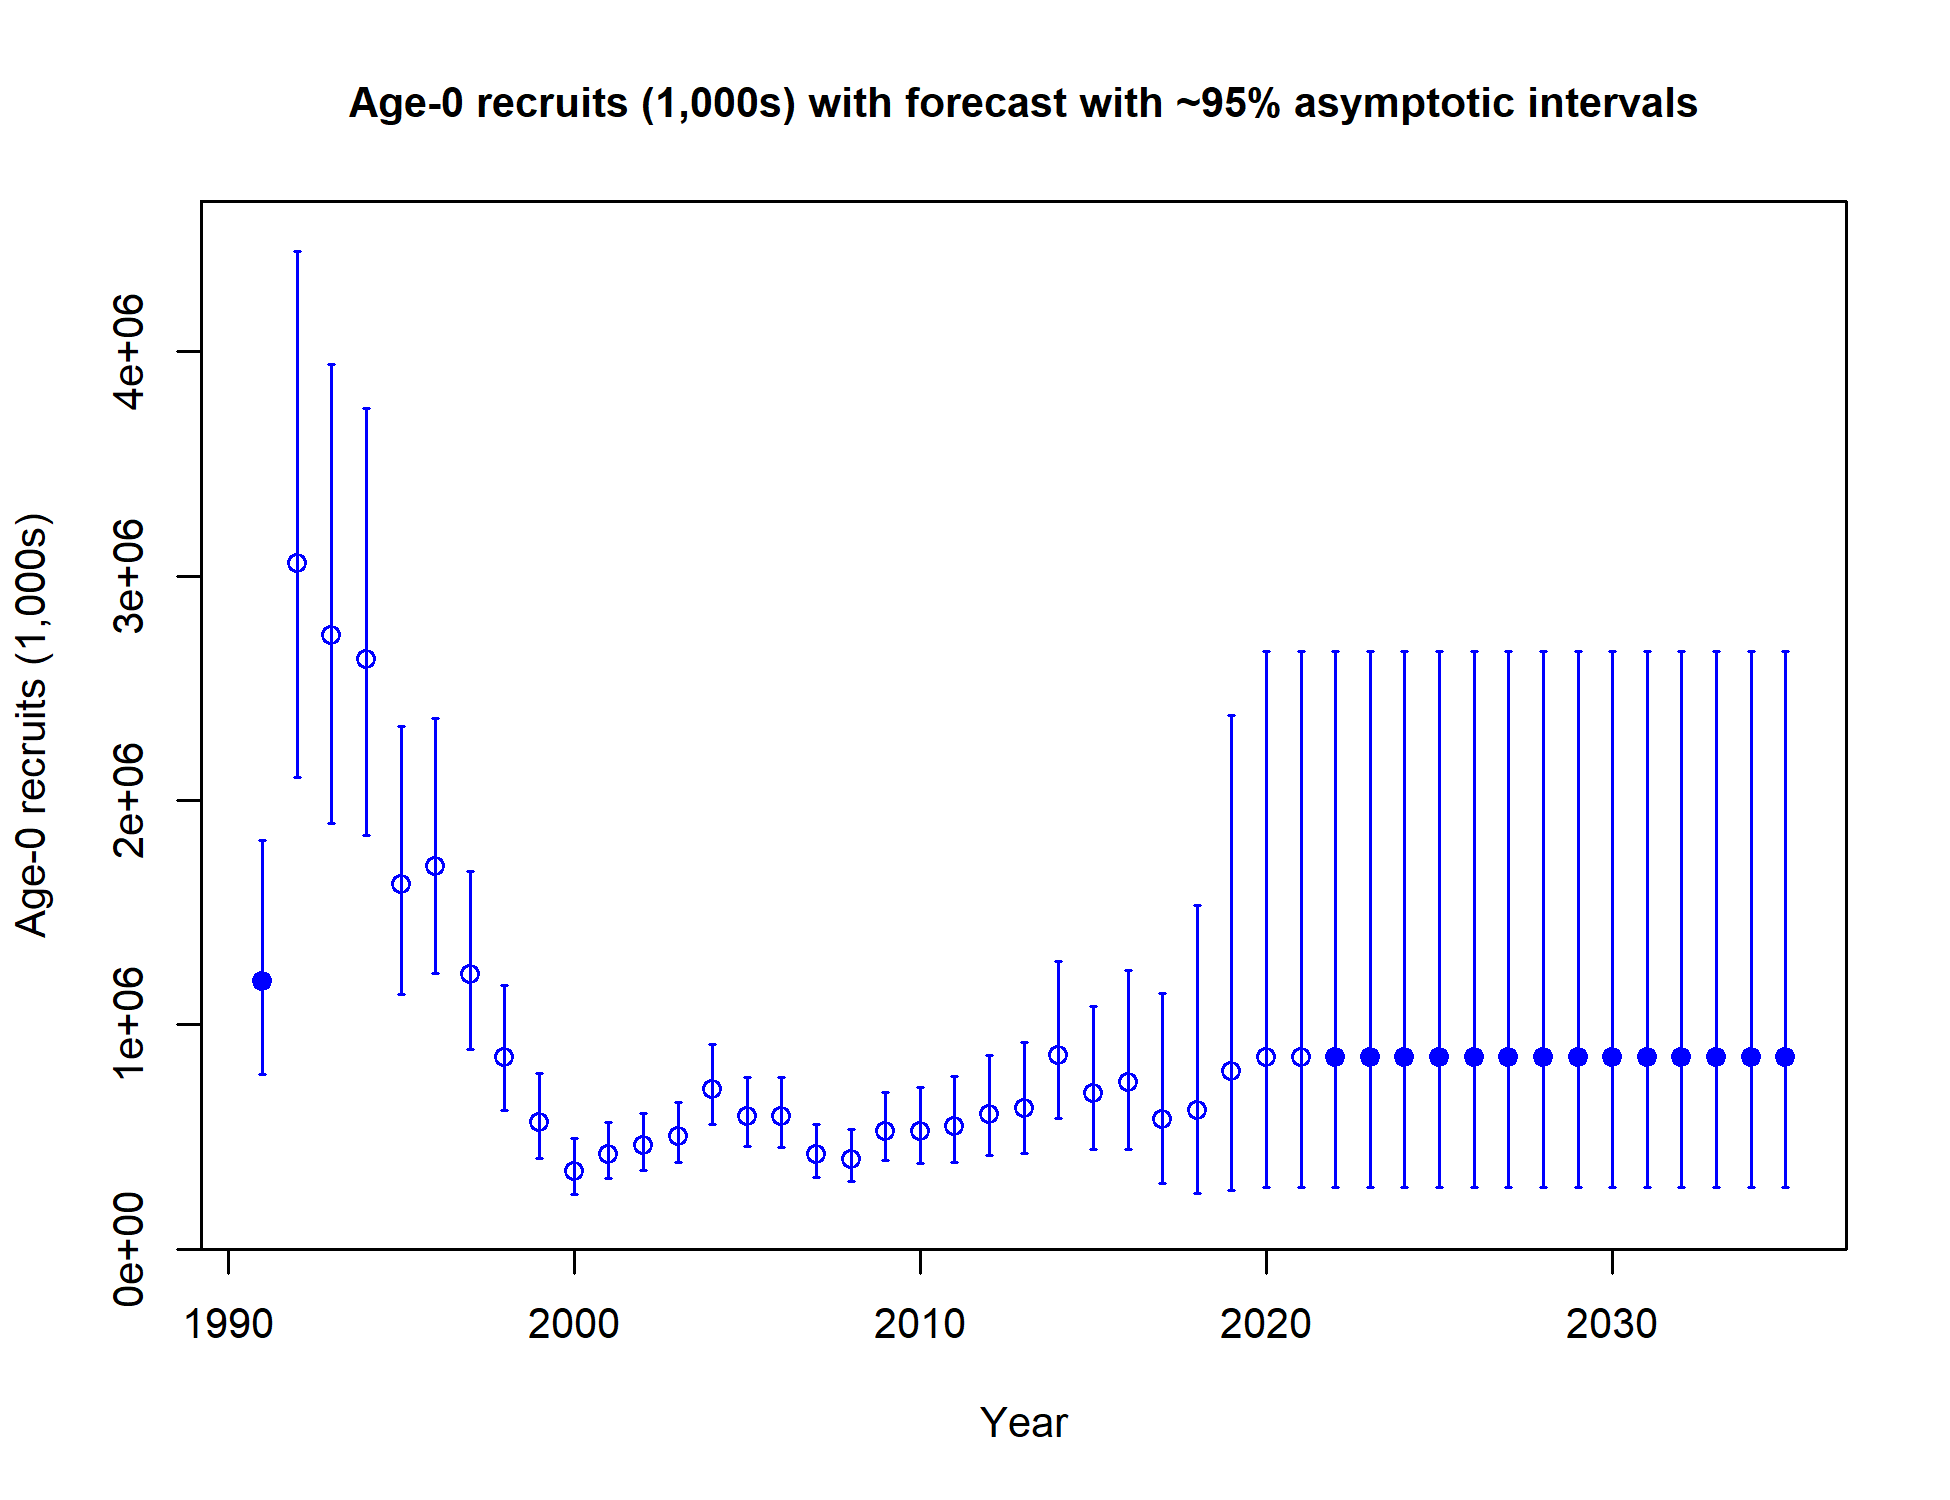 Age-0 recruits (1,000s) with forecast with ~95% asymptotic intervals
Age-0 recruits (1,000s)
4e+06
3e+06
2e+06
1e+06
0e+00
1990 2000 2010 2020 2030
Year